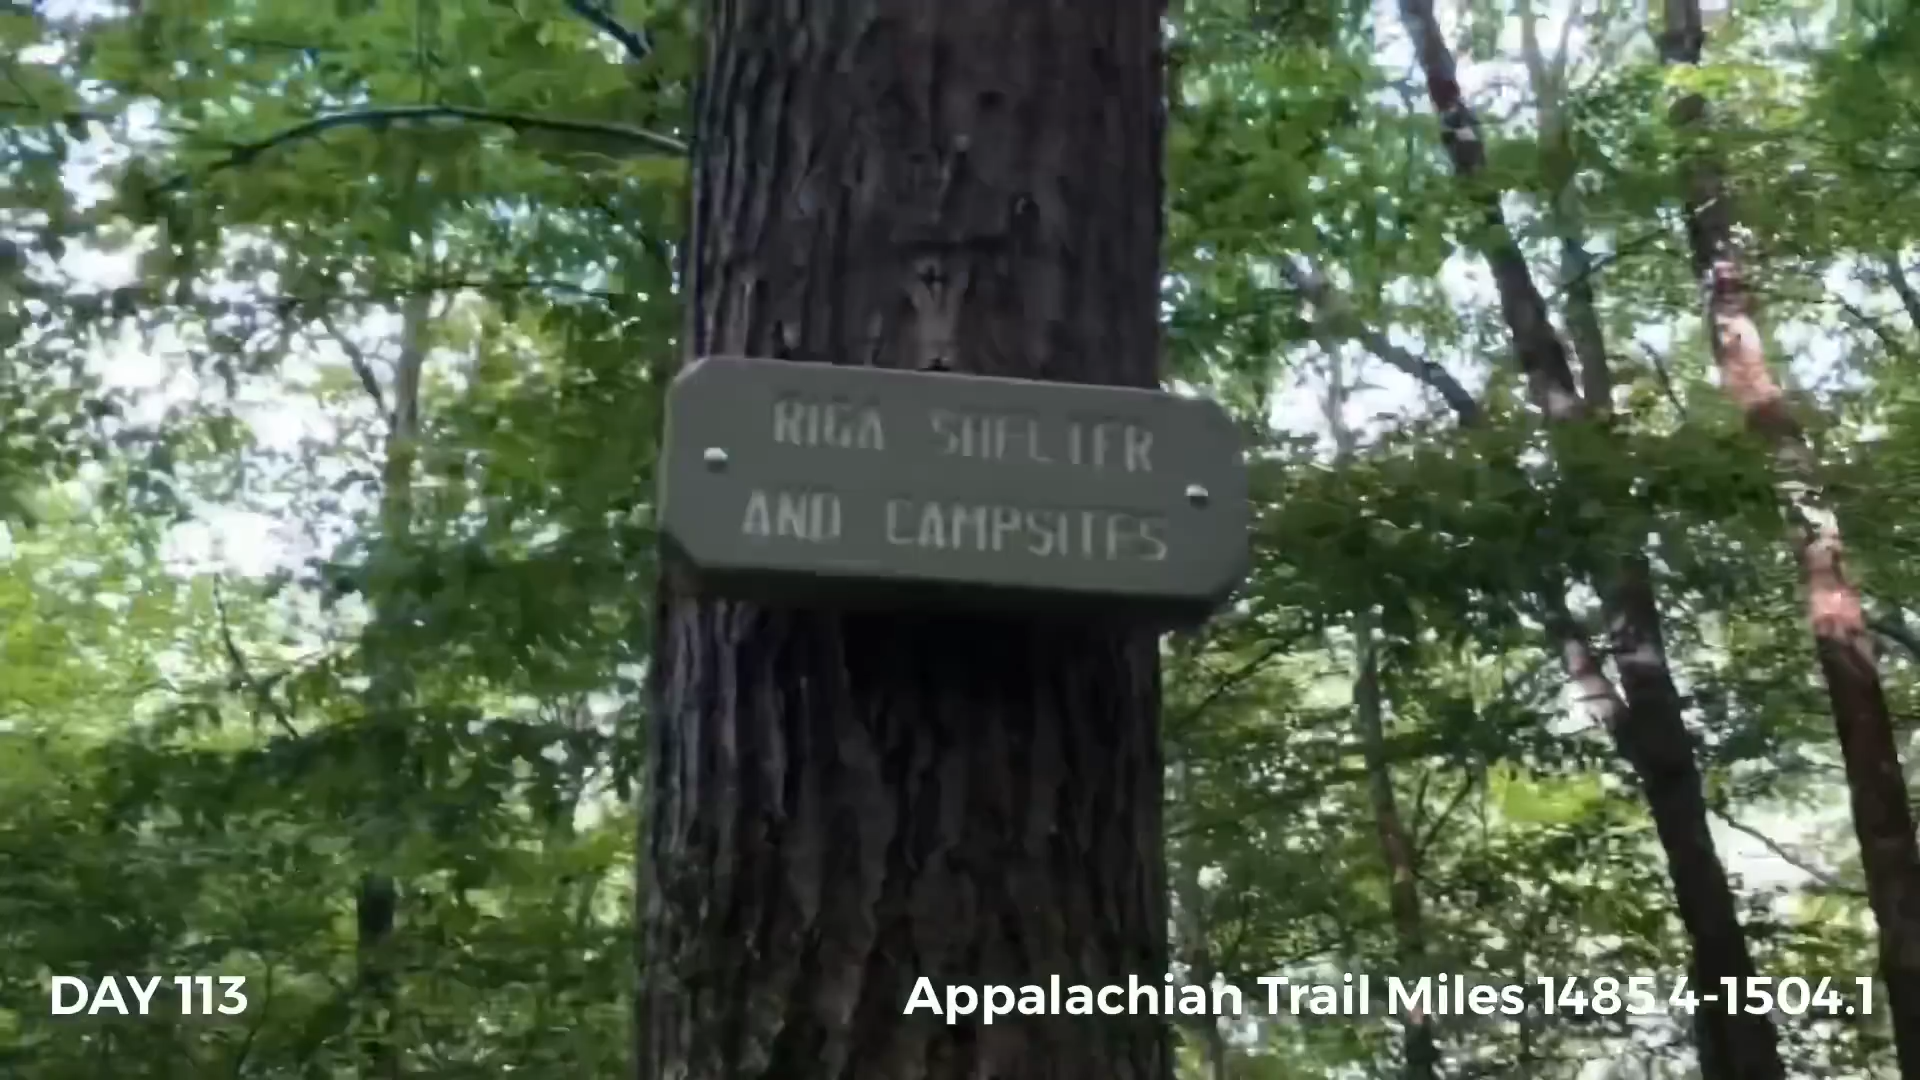 RIGA SHELTER
AND CAMPSITES
DAY 113
Appalachian Trail Miles 1485.4-1504.1